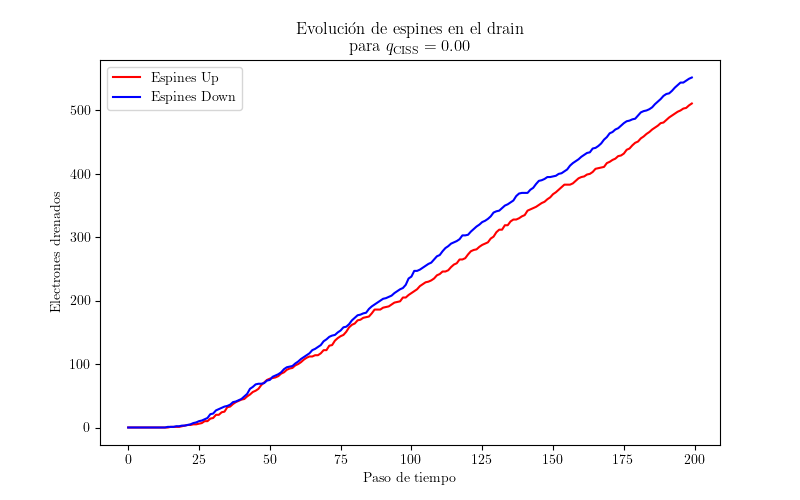 Evolución de espines en el drain
para q_CISS = 0.00
Espines Up
Espines Down
Electrones drenados
500
400
300
200
100
0
0 25 50 75 100 125 150 175 200
Paso de tiempo